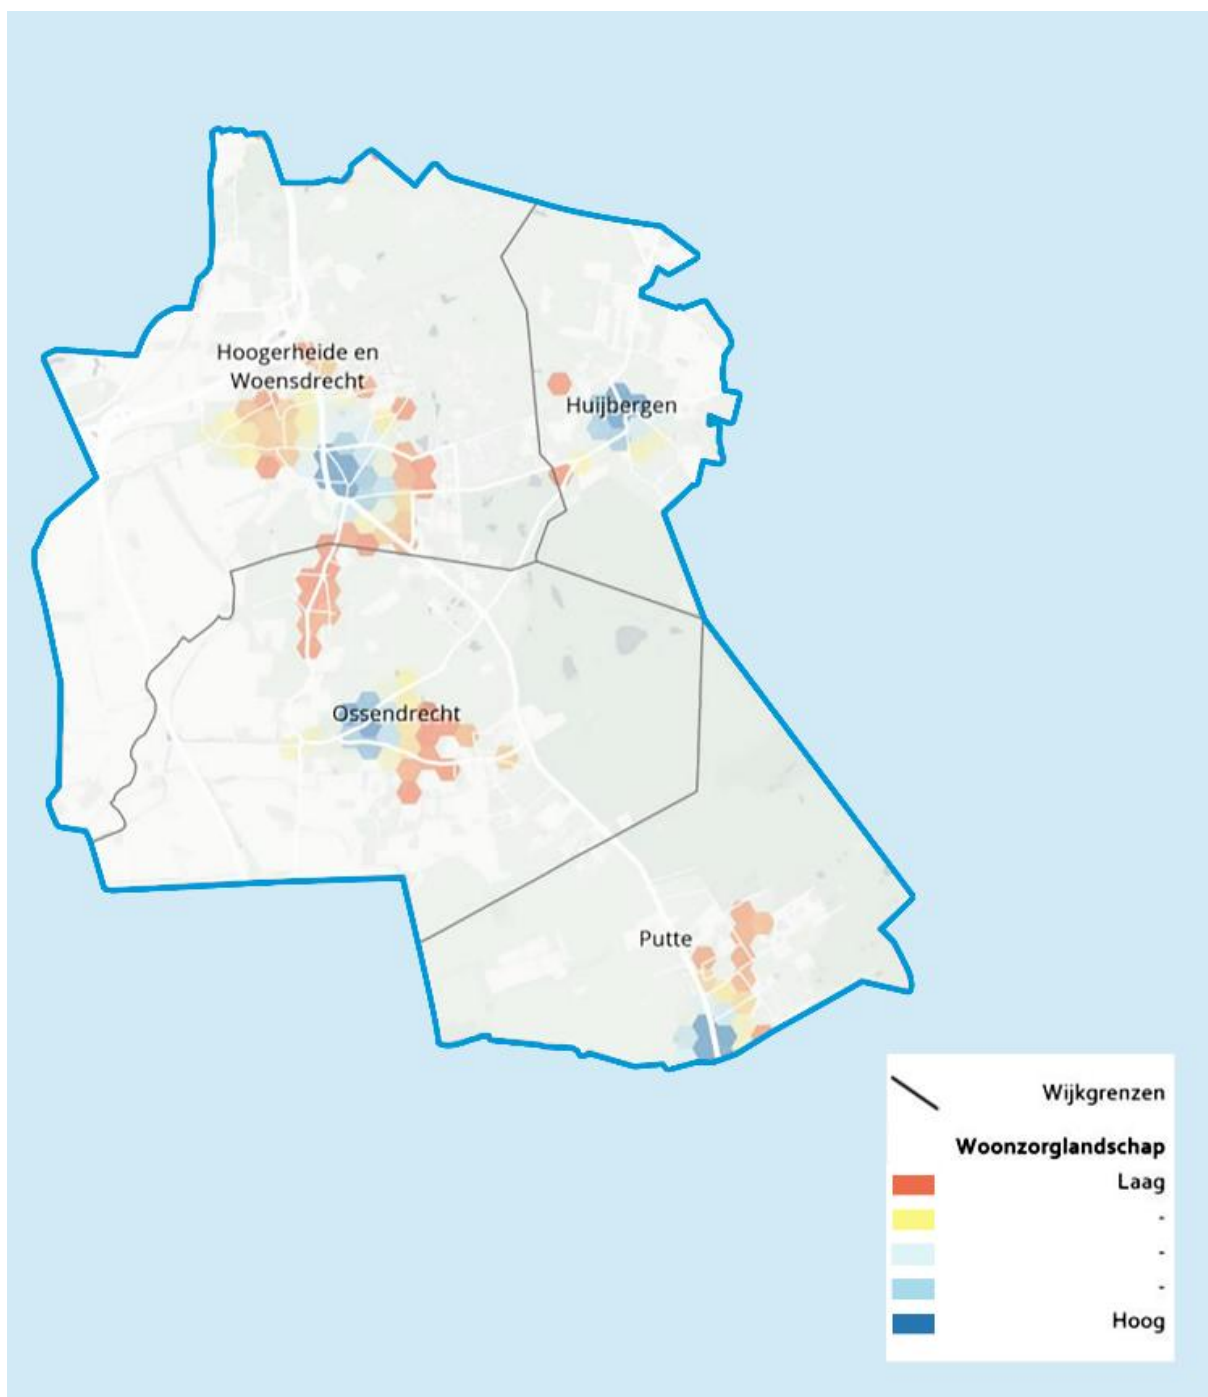 Hoogerheide en
Woensdrecht
Huijbergen
Ossendrecht
Putte
Wijkgrenzen
Woonzorglandschap
Laag
-
-
-
Hoog